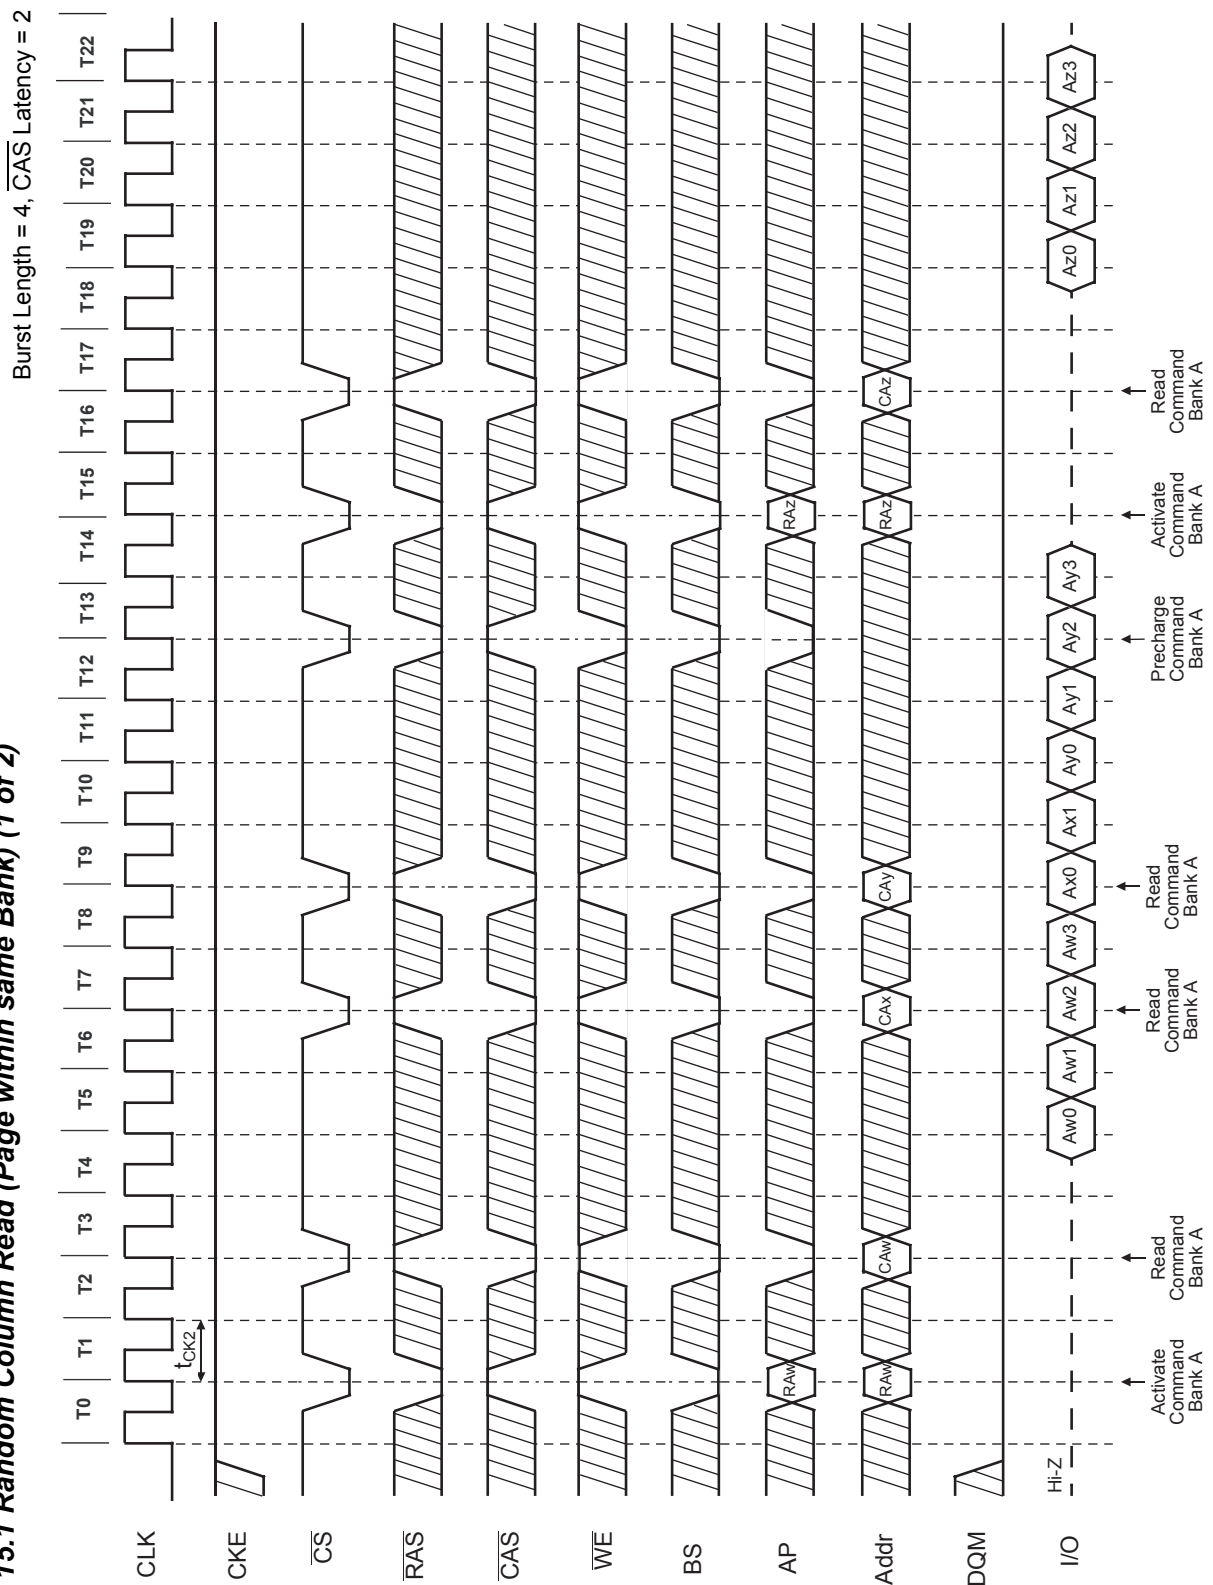 15.1 Random Column Read (Page within same Bank) (1 of 2)
Burst Length = 4, CAS Latency = 2
T0 T1 T2 T3 T4 T5 T6 T7 T8 T9 T10 T11 T12 T13 T14 T15 T16 T17 T18 T19 T20 T21 T22
CLK
tCK2
CKE
CS
RAS
CAS
WE
BS
AP
RAw RAz
Addr
RAw CAw CAx CAy RAz CAz
DQM
I/O
Hi-Z
Aw0 Aw1 Aw2 Aw3 Ax0 Ax1 Ay0 Ay1 Ay2 Ay3 Az0 Az1 Az2 Az3
Activate
Command
Bank A
Read
Command
Bank A
Read
Command
Bank A
Read
Command
Bank A
Precharge
Command
Bank A
Activate
Command
Bank A
Read
Command
Bank A